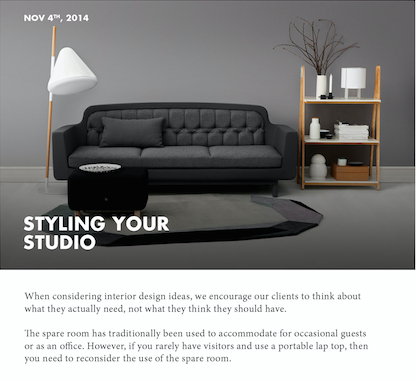 NOV 4TH, 2014
STYLING YOUR
STUDIO
When considering interior design ideas, we encourage our clients to think about
what they actually need, not what they think they should have.
The spare room has traditionally been used to accommodate for occasional guests
or as an office. However, if you rarely have visitors and use a portable lap top, then
you need to reconsider the use of the spare room.